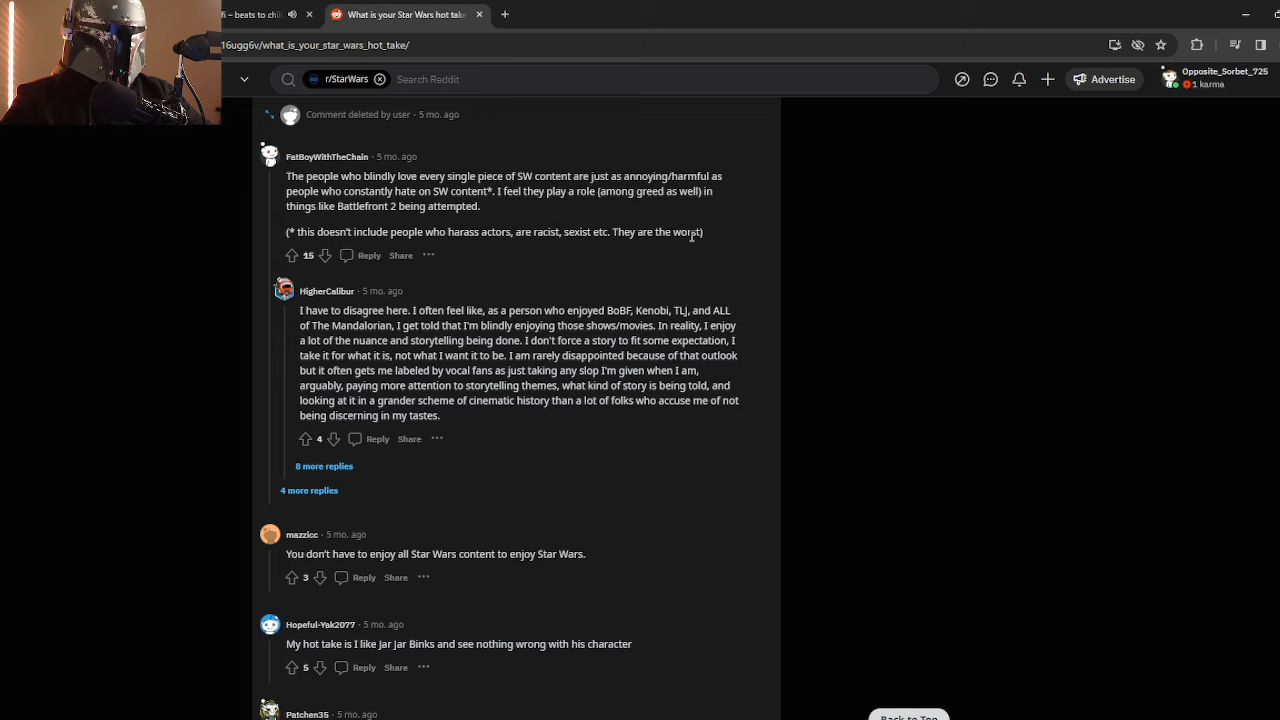 fi – beats to chil
What is your Star Wars hot take
16ugg6v/what_is_your_star_wars_hot_take/
r/StarWars
Search Reddit
Advertise
Opposite_Sorbet_725
1 karma
Comment deleted by user · 5 mo. ago
FatBoyWithTheChain · 5 mo. ago
The people who blindly love every single piece of SW content are just as annoying/harmful as
people who constantly hate on SW content*. I feel they play a role (among greed as well) in
things like Battlefront 2 being attempted.
(* this doesn’t include people who harass actors, are racist, sexist etc. They are the worst)
15 Reply Share
HigherCalibur · 5 mo. ago
I have to disagree here. I often feel like, as a person who enjoyed BoBF, Kenobi, TLJ, and ALL
of The Mandalorian, I get told that I'm blindly enjoying those shows/movies. In reality, I enjoy
a lot of the nuance and storytelling being done. I don't force a story to fit some expectation, I
take it for what it is, not what I want it to be. I am rarely disappointed because of that outlook
but it often gets me labeled by vocal fans as just taking any slop I'm given when I am,
arguably, paying more attention to storytelling themes, what kind of story is being told, and
looking at it in a grander scheme of cinematic history than a lot of folks who accuse me of not
being discerning in my tastes.
4 Reply Share
8 more replies
4 more replies
mazzicc · 5 mo. ago
You don’t have to enjoy all Star Wars content to enjoy Star Wars.
3 Reply Share
Hopeful-Yak2077 · 5 mo. ago
My hot take is I like Jar Jar Binks and see nothing wrong with his character
5 Reply Share
Patchen35 · 5 mo. ago
Back to Top